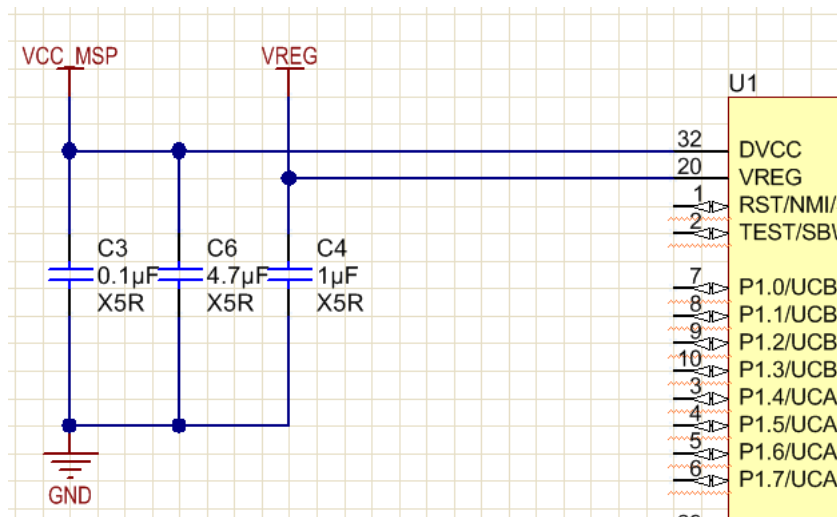 VCC_MSP
VREG
U1
32
DVCC
20
VREG
1
RST/NMI/
2
C3
0.1µF
X5R
C6
4.7µF
X5R
C4
1µF
X5R
7
P1.0/UCB
8
P1.1/UCB
9
P1.2/UCB
10
P1.3/UCB
3
P1.4/UCA
4
P1.5/UCA
5
P1.6/UCA
6
P1.7/UCA
GND